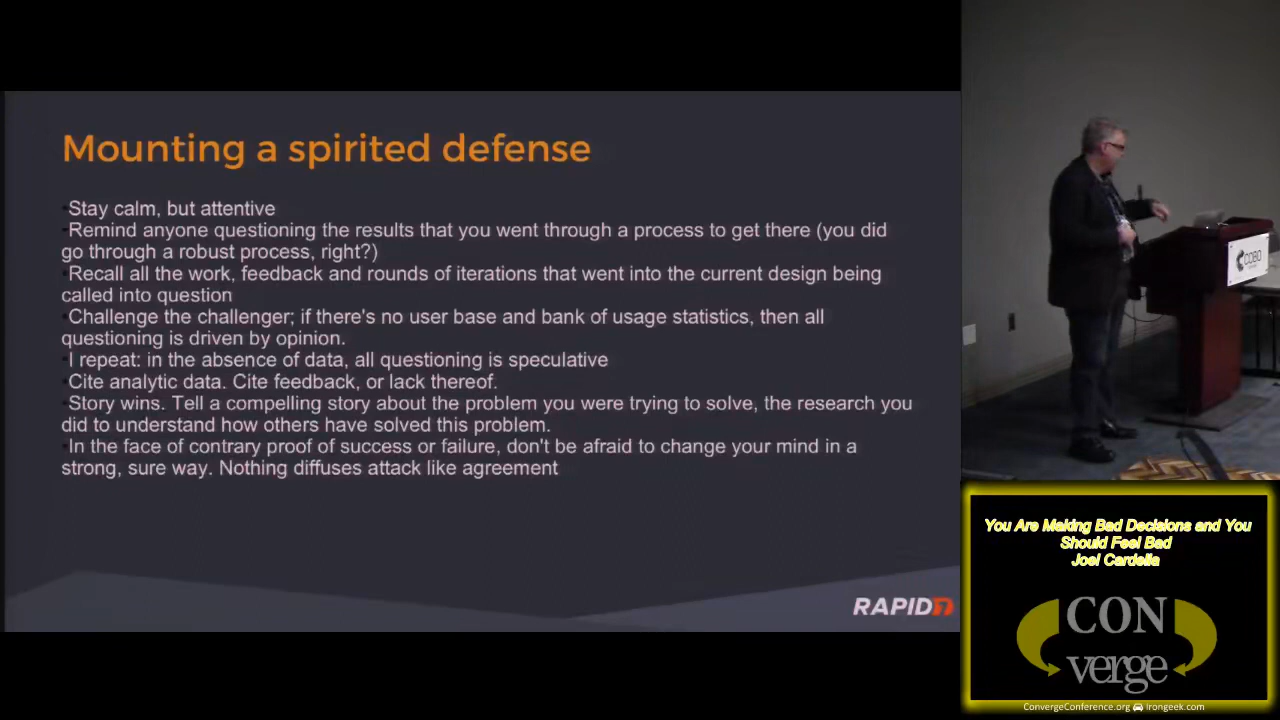 Mounting a spirited defense
•Stay calm, but attentive
•Remind anyone questioning the results that you went through a process to get there (you did
go through a robust process, right?)
•Recall all the work, feedback and rounds of iterations that went into the current design being
called into question
•Challenge the challenger; if there's no user base and bank of usage statistics, then all
questioning is driven by opinion.
•I repeat: in the absence of data, all questioning is speculative
•Cite analytic data. Cite feedback, or lack thereof.
•Story wins. Tell a compelling story about the problem you were trying to solve, the research you
did to understand how others have solved this problem.
•In the face of contrary proof of success or failure, don't be afraid to change your mind in a
strong, sure way. Nothing diffuses attack like agreement
RAPID7
COBO
You Are Making Bad Decisions and You
Should Feel Bad
Joel Cardella
CON
verge
ConvergeConference.org irongeek.com